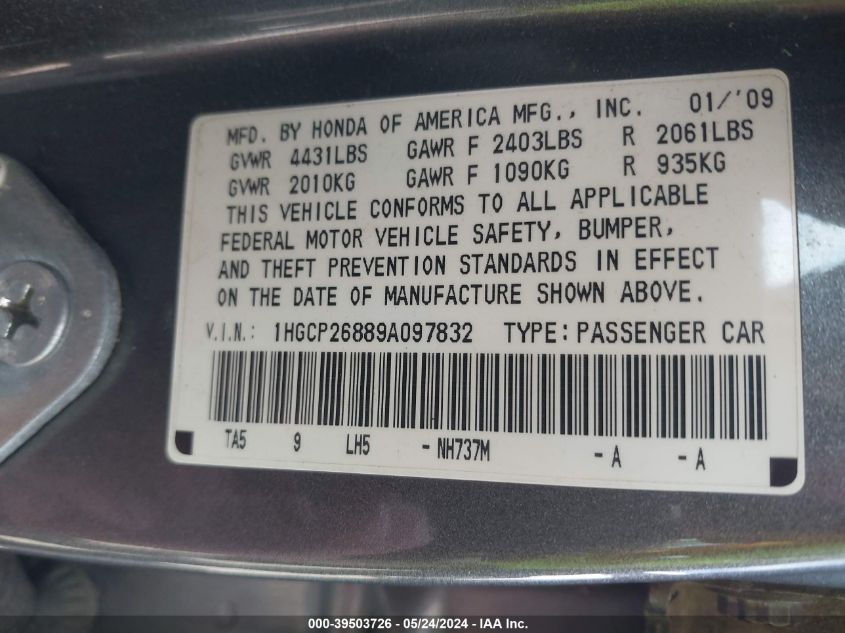 MFD. BY HONDA OF AMERICA MFG., INC. 01/'09
GVWR 4431LBS GAWR F 2403LBS R 2061LBS
GVWR 2010KG GAWR F 1090KG R 935KG
THIS VEHICLE CONFORMS TO ALL APPLICABLE
FEDERAL MOTOR VEHICLE SAFETY, BUMPER,
AND THEFT PREVENTION STANDARDS IN EFFECT
ON THE DATE OF MANUFACTURE SHOWN ABOVE.
V.I.N.: 1HGCP26889A097832 TYPE: PASSENGER CAR
TA5 9 LH5 - NH737M - A - A
000-39503726 - 05/24/2024 - IAA Inc.